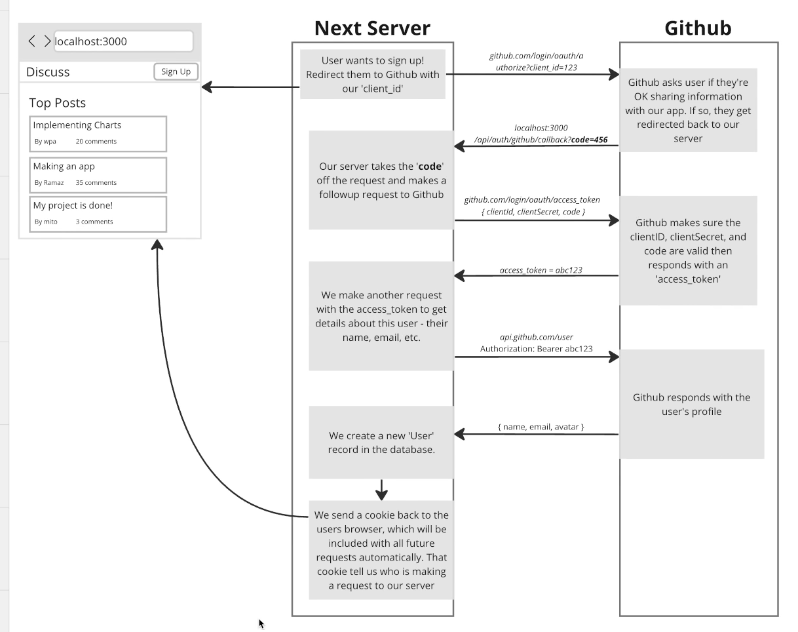 Next Server
Github
localhost:3000
Discuss
Sign Up
Top Posts
Implementing Charts
By wpa 20 comments
Making an app
By Ramaz 35 comments
My project is done!
By mito 3 comments
User wants to sign up!
Redirect them to Github with
our 'client_id'
github.com/login/oauth/a
uthorize?client_id=123
Github asks user if they're
OK sharing information
with our app. If so, they get
redirected back to our
server
localhost:3000
/api/auth/github/callback?code=456
Our server takes the 'code'
off the request and makes a
followup request to Github
github.com/login/oauth/access_token
{ clientId, clientSecret, code }
Github makes sure the
clientID, clientSecret, and
code are valid then
responds with an
'access_token'
access_token = abc123
We make another request
with the access_token to get
details about this user - their
name, email, etc.
api.github.com/user
Authorization: Bearer abc123
Github responds with the
user's profile
{ name, email, avatar }
We create a new 'User'
record in the database.
We send a cookie back to the
users browser, which will be
included with all future
requests automatically. That
cookie tell us who is making
a request to our server